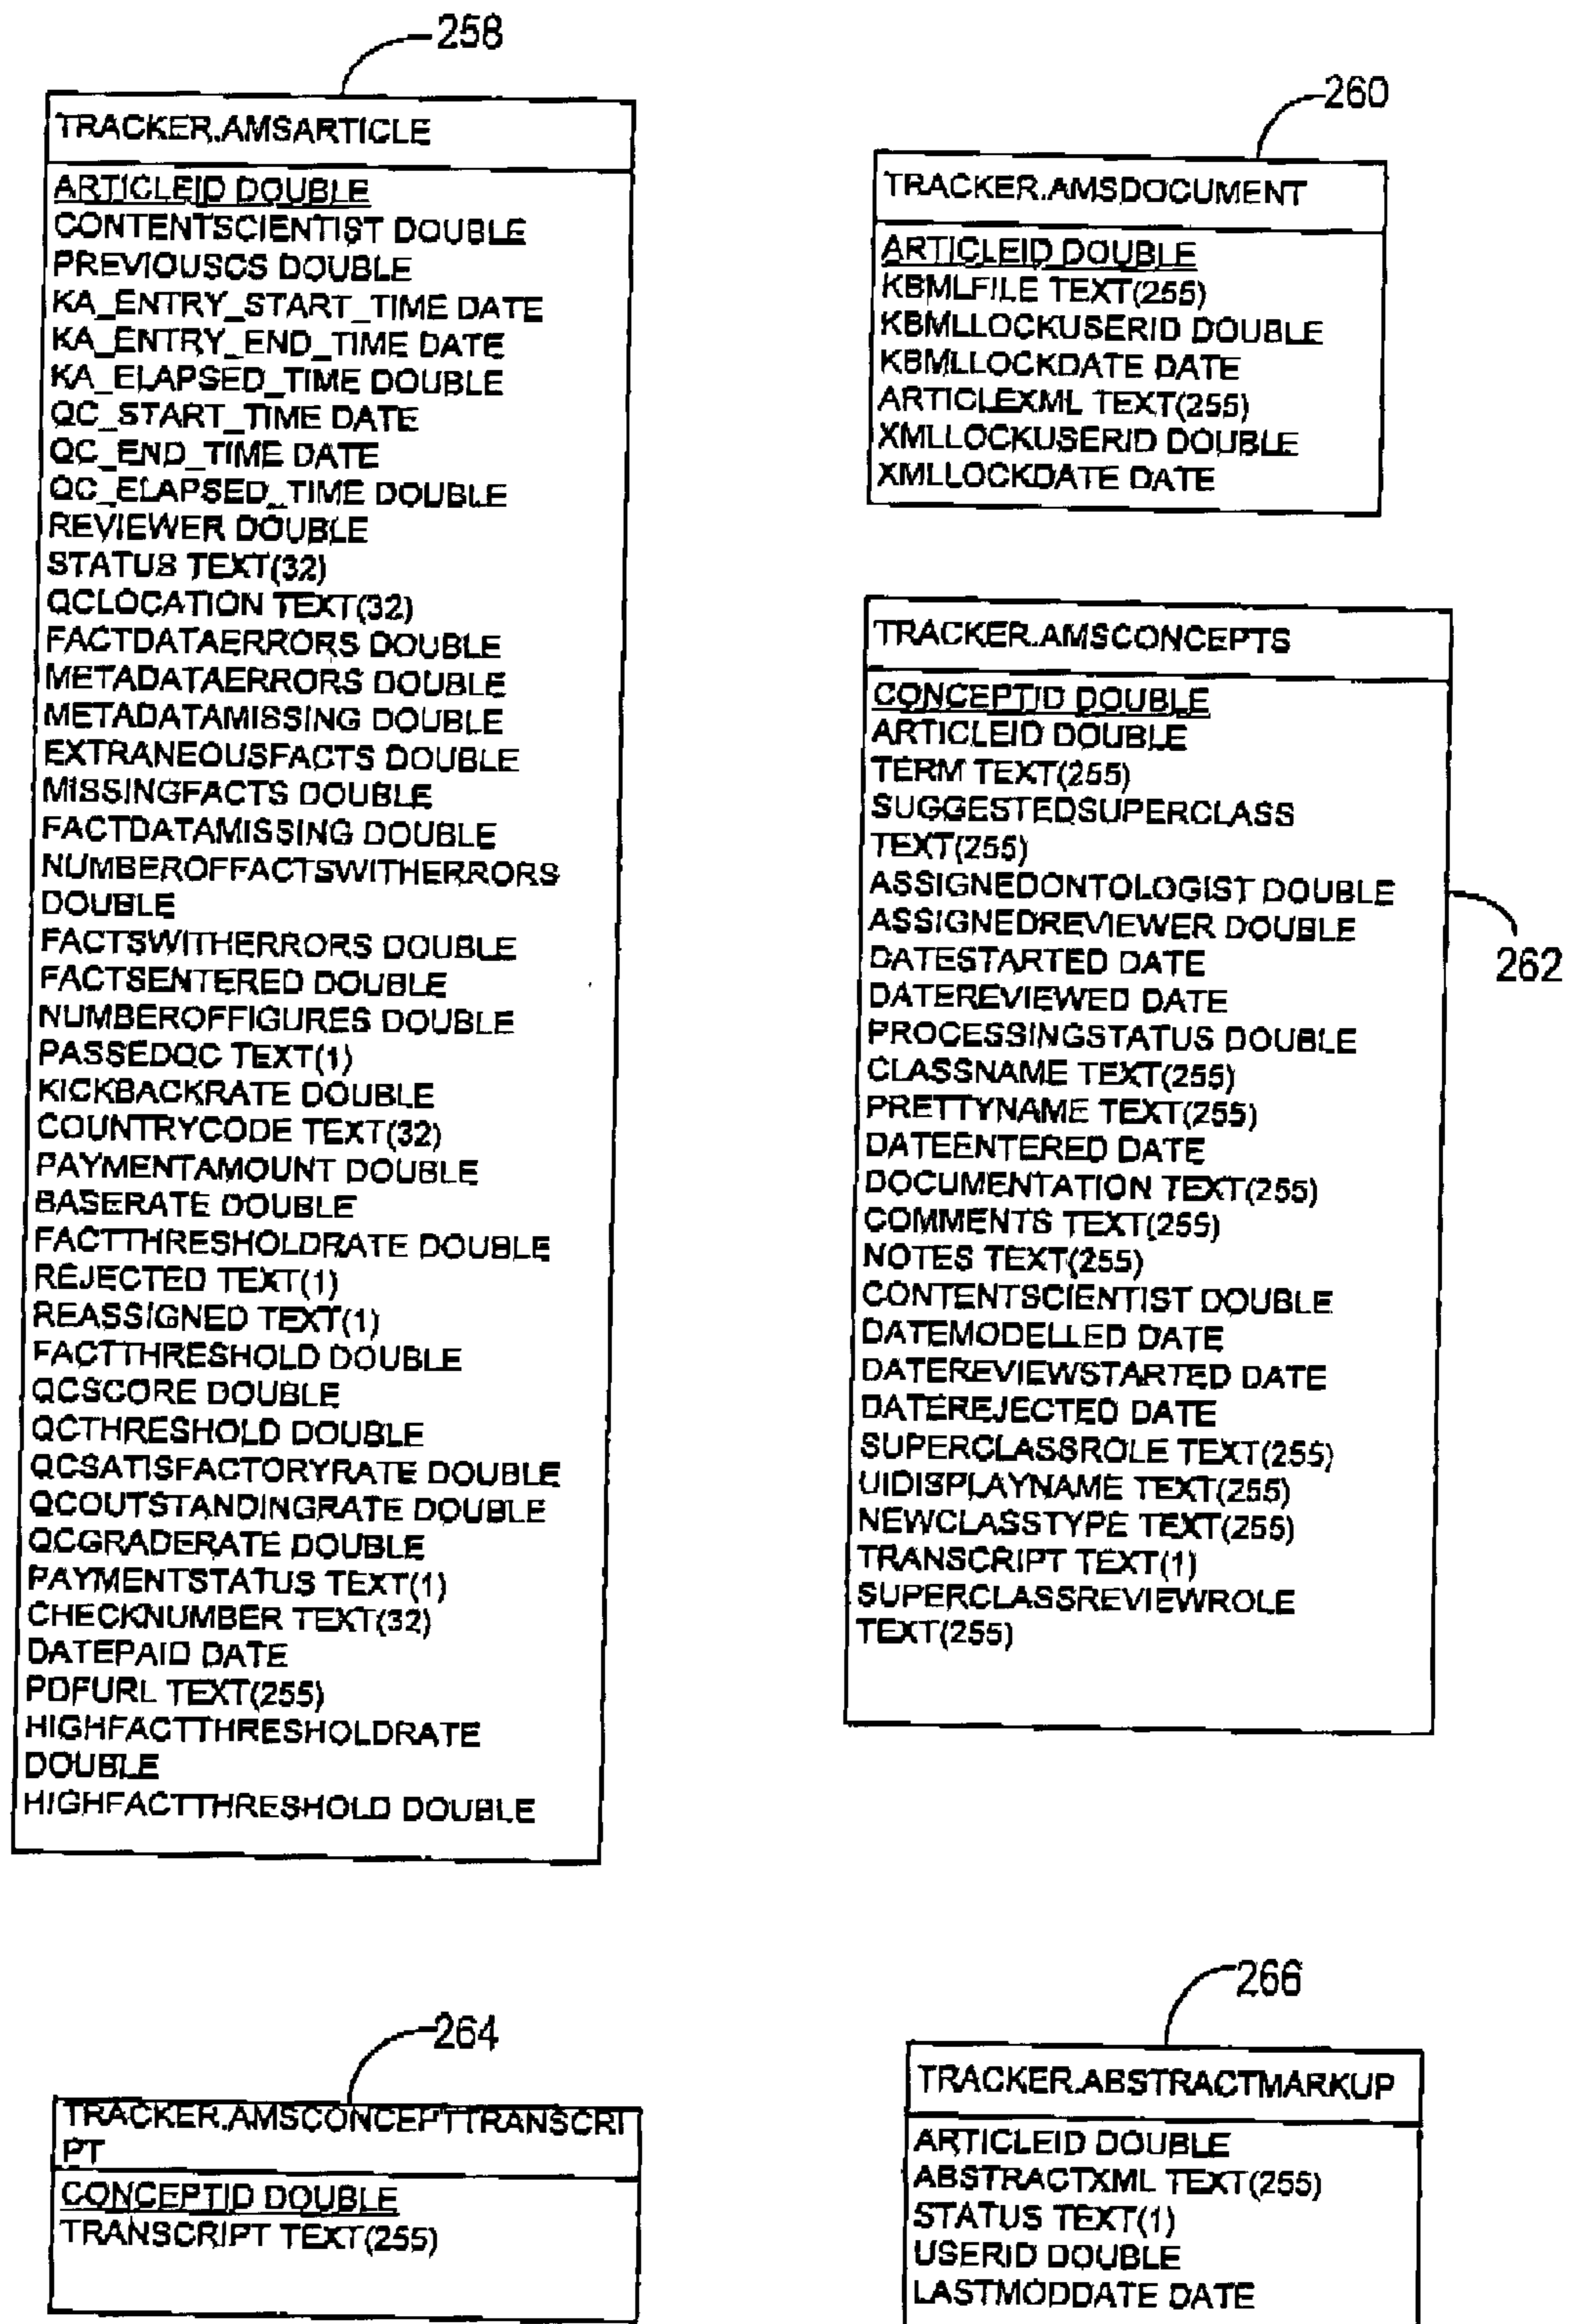 258
TRACKER.AMSARTICLE
ARTICLEID DOUBLE
CONTENTSCIENTIST DOUBLE
PREVIOUSCS DOUBLE
KA_ENTRY_START_TIME DATE
KA_ENTRY_END_TIME DATE
KA_ELAPSED_TIME DOUBLE
QC_START_TIME DATE
QC_END_TIME DATE
QC_ELAPSED_TIME DOUBLE
REVIEWER DOUBLE
STATUS TEXT(32)
QCLOCATION TEXT(32)
FACTDATAERRORS DOUBLE
METADATAERRORS DOUBLE
METADATAMISSING DOUBLE
EXTRANEOUSFACTS DOUBLE
MISSINGFACTS DOUBLE
FACTDATAMISSING DOUBLE
NUMBEROFFACTSWITHERRORS
DOUBLE
FACTSWITHERRORS DOUBLE
FACTSENTERED DOUBLE
NUMBEROFFIGURES DOUBLE
PASSEDQC TEXT(1)
KICKBACKRATE DOUBLE
COUNTRYCODE TEXT(32)
PAYMENTAMOUNT DOUBLE
BASERATE DOUBLE
FACTTHRESHOLDRATE DOUBLE
REJECTED TEXT(1)
REASSIGNED TEXT(1)
FACTTHRESHOLD DOUBLE
QCSCORE DOUBLE
QCTHRESHOLD DOUBLE
QCSATISFACTORYRATE DOUBLE
QCOUTSTANDINGRATE DOUBLE
QCGRADERATE DOUBLE
PAYMENTSTATUS TEXT(1)
CHECKNUMBER TEXT(32)
DATEPAID DATE
PDFURL TEXT(255)
HIGHFACTTHRESHOLDRATE
DOUBLE
HIGHFACTTHRESHOLD DOUBLE
260
TRACKER.AMSDOCUMENT
ARTICLEID DOUBLE
KBMLFILE TEXT(255)
KBMLLOCKUSERID DOUBLE
KBMLLOCKDATE DATE
ARTICLEXML TEXT(255)
XMLLOCKUSERID DOUBLE
XMLLOCKDATE DATE
TRACKER.AMSCONCEPTS
CONCEPTID DOUBLE
ARTICLEID DOUBLE
TERM TEXT(255)
SUGGESTEDSUPERCLASS
TEXT(255)
ASSIGNEDONTOLOGIST DOUBLE
ASSIGNEDREVIEWER DOUBLE
DATESTARTED DATE
DATEREVIEWED DATE
PROCESSINGSTATUS DOUBLE
CLASSNAME TEXT(255)
PRETTYNAME TEXT(255)
DATEENTERED DATE
DOCUMENTATION TEXT(255)
COMMENTS TEXT(255)
NOTES TEXT(255)
CONTENTSCIENTIST DOUBLE
DATEMODELLED DATE
DATEREVIEWSTARTED DATE
DATEREJECTED DATE
SUPERCLASSROLE TEXT(255)
UIDISPLAYNAME TEXT(255)
NEWCLASSTYPE TEXT(255)
TRANSCRIPT TEXT(1)
SUPERCLASSREVIEWROLE
TEXT(255)
262
264
TRACKER.AMSCONCEPTTRANSCRI
PT
CONCEPTID DOUBLE
TRANSCRIPT TEXT(255)
266
TRACKER.ABSTRACTMARKUP
ARTICLEID DOUBLE
ABSTRACTXML TEXT(255)
STATUS TEXT(1)
USERID DOUBLE
LASTMODDATE DATE